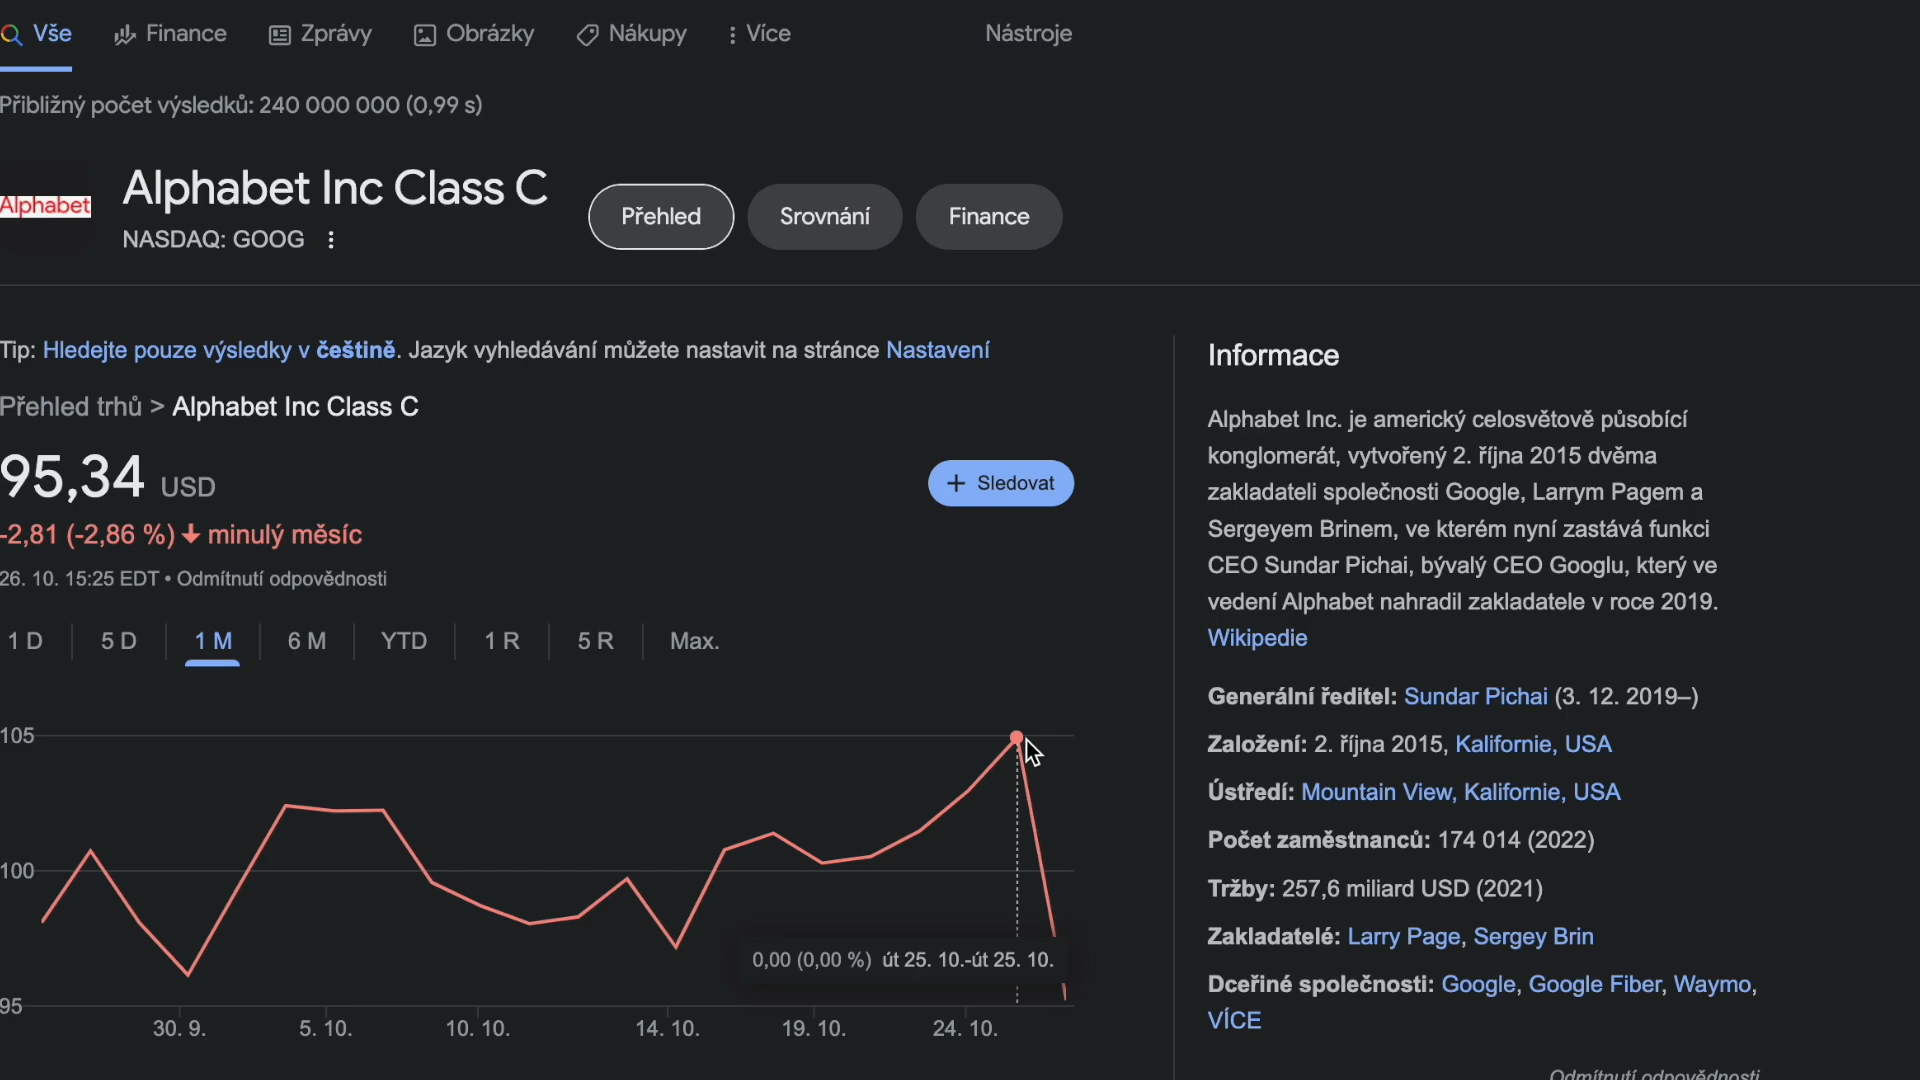 Vše Finance Zprávy Obrázky Nákupy Více Nástroje
Přibližný počet výsledků: 240 000 000 (0,99 s)
Alphabet
Alphabet Inc Class C
NASDAQ: GOOG
Přehled Srovnání Finance
Tip: Hledejte pouze výsledky v češtině. Jazyk vyhledávání můžete nastavit na stránce Nastavení
Přehled trhů > Alphabet Inc Class C
95,34 USD
+ Sledovat
-2,81 (-2,86 %) ↓ minulý měsíc
26. 10. 15:25 EDT • Odmítnutí odpovědnosti
1 D 5 D 1 M 6 M YTD 1 R 5 R Max.
105
100
95
0,00 (0,00 %) út 25. 10.-út 25. 10.
30. 9. 5. 10. 10. 10. 14. 10. 19. 10. 24. 10.
Informace
Alphabet Inc. je americký celosvětově působící
konglomerát, vytvořený 2. října 2015 dvěma
zakladateli společnosti Google, Larrym Pagem a
Sergeyem Brinem, ve kterém nyní zastává funkci
CEO Sundar Pichai, bývalý CEO Googlu, který ve
vedení Alphabet nahradil zakladatele v roce 2019.
Wikipedie
Generální ředitel: Sundar Pichai (3. 12. 2019–)
Založení: 2. října 2015, Kalifornie, USA
Ústředí: Mountain View, Kalifornie, USA
Počet zaměstnanců: 174 014 (2022)
Tržby: 257,6 miliard USD (2021)
Zakladatelé: Larry Page, Sergey Brin
Dceřiné společnosti: Google, Google Fiber, Waymo,
VÍCE
Odmítnutí odpovědnosti